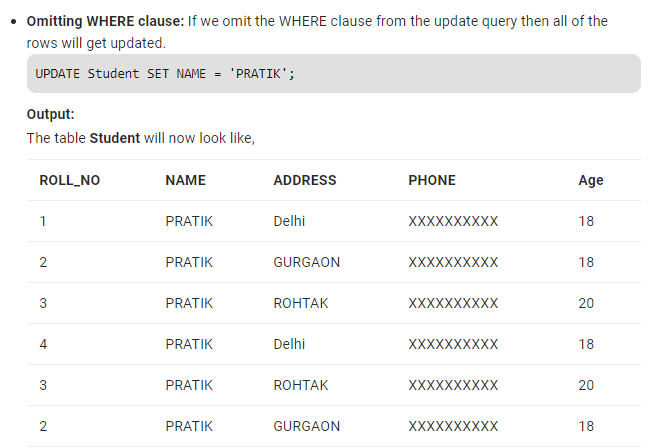 Omitting WHERE clause: If we omit the WHERE clause from the update query then all of the
rows will get updated.
UPDATE Student SET NAME = 'PRATIK';
Output:
The table Student will now look like,
ROLL_NO NAME ADDRESS PHONE Age
1 PRATIK Delhi XXXXXXXXXX 18
2 PRATIK GURGAON XXXXXXXXXX 18
3 PRATIK ROHTAK XXXXXXXXXX 20
4 PRATIK Delhi XXXXXXXXXX 18
3 PRATIK ROHTAK XXXXXXXXXX 20
2 PRATIK GURGAON XXXXXXXXXX 18